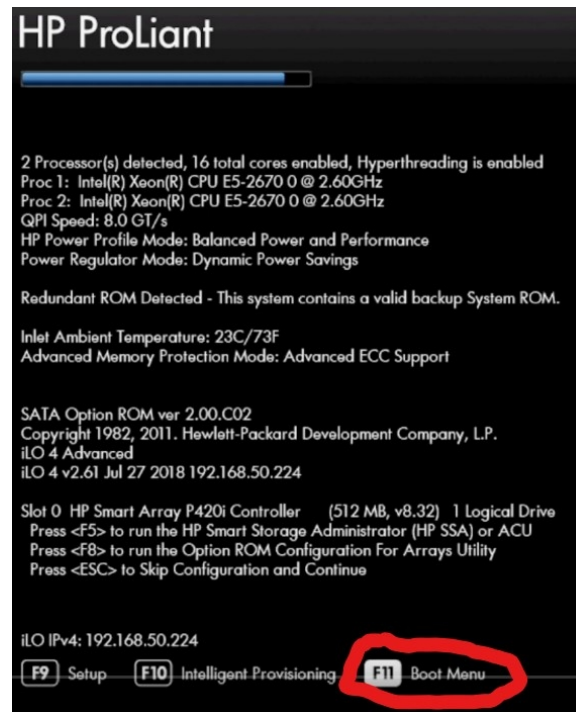 HP ProLiant
2 Processor(s) detected, 16 total cores enabled, Hyperthreading is enabled
Proc 1: Intel(R) Xeon(R) CPU E5-2670 0 @ 2.60GHz
Proc 2: Intel(R) Xeon(R) CPU E5-2670 0 @ 2.60GHz
QPI Speed: 8.0 GT/s
HP Power Profile Mode: Balanced Power and Performance
Power Regulator Mode: Dynamic Power Savings
Redundant ROM Detected - This system contains a valid backup System ROM.
Inlet Ambient Temperature: 23C/73F
Advanced Memory Protection Mode: Advanced ECC Support
SATA Option ROM ver 2.00.C02
Copyright 1982, 2011. Hewlett-Packard Development Company, L.P.
iLO 4 Advanced
iLO 4 v2.61 Jul 27 2018 192.168.50.224
Slot 0 HP Smart Array P420i Controller (512 MB, v8.32) 1 Logical Drive
Press <F5> to run the HP Smart Storage Administrator (HP SSA) or ACU
Press <F8> to run the Option ROM Configuration For Arrays Utility
Press <ESC> to Skip Configuration and Continue
iLO IPv4: 192.168.50.224
F9 Setup F10 Intelligent Provisioning F11 Boot Menu